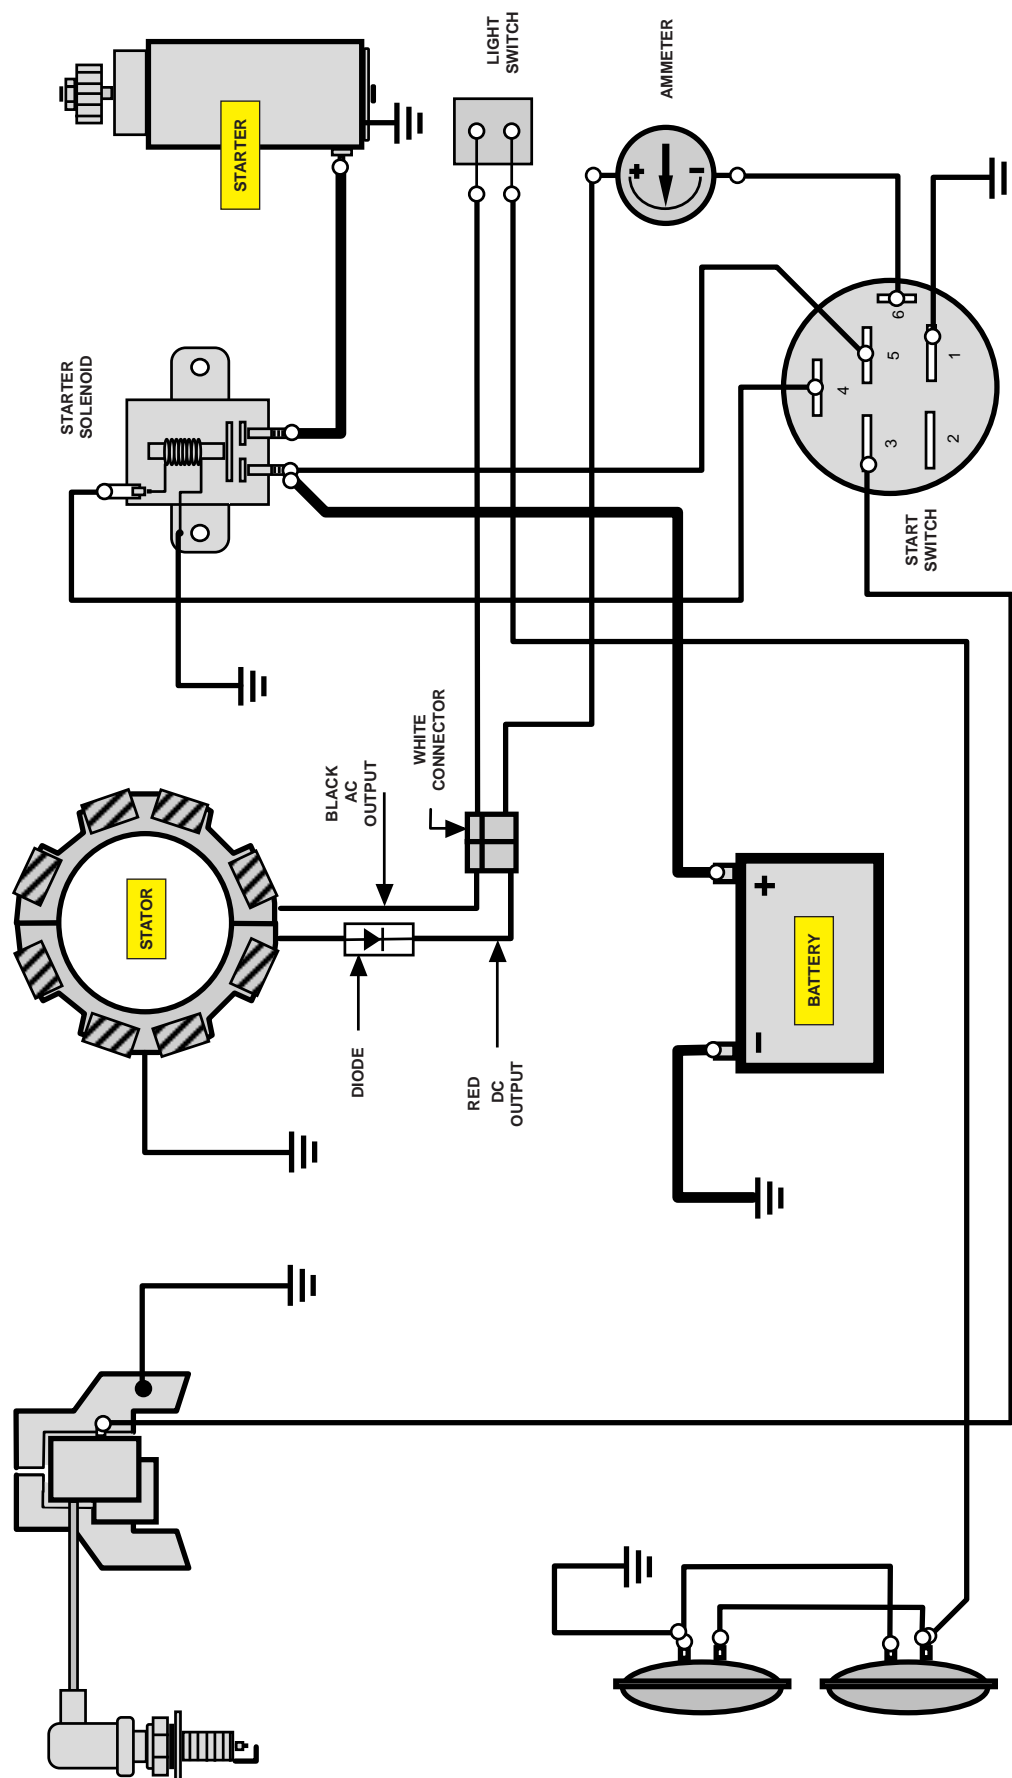 STARTER
LIGHT
SWITCH
AMMETER
+
–
STARTER
SOLENOID
6
5
4
1
3
2
START
SWITCH
STATOR
BLACK
AC
OUTPUT
WHITE
CONNECTOR
DIODE
RED
DC
OUTPUT
+
BATTERY
–